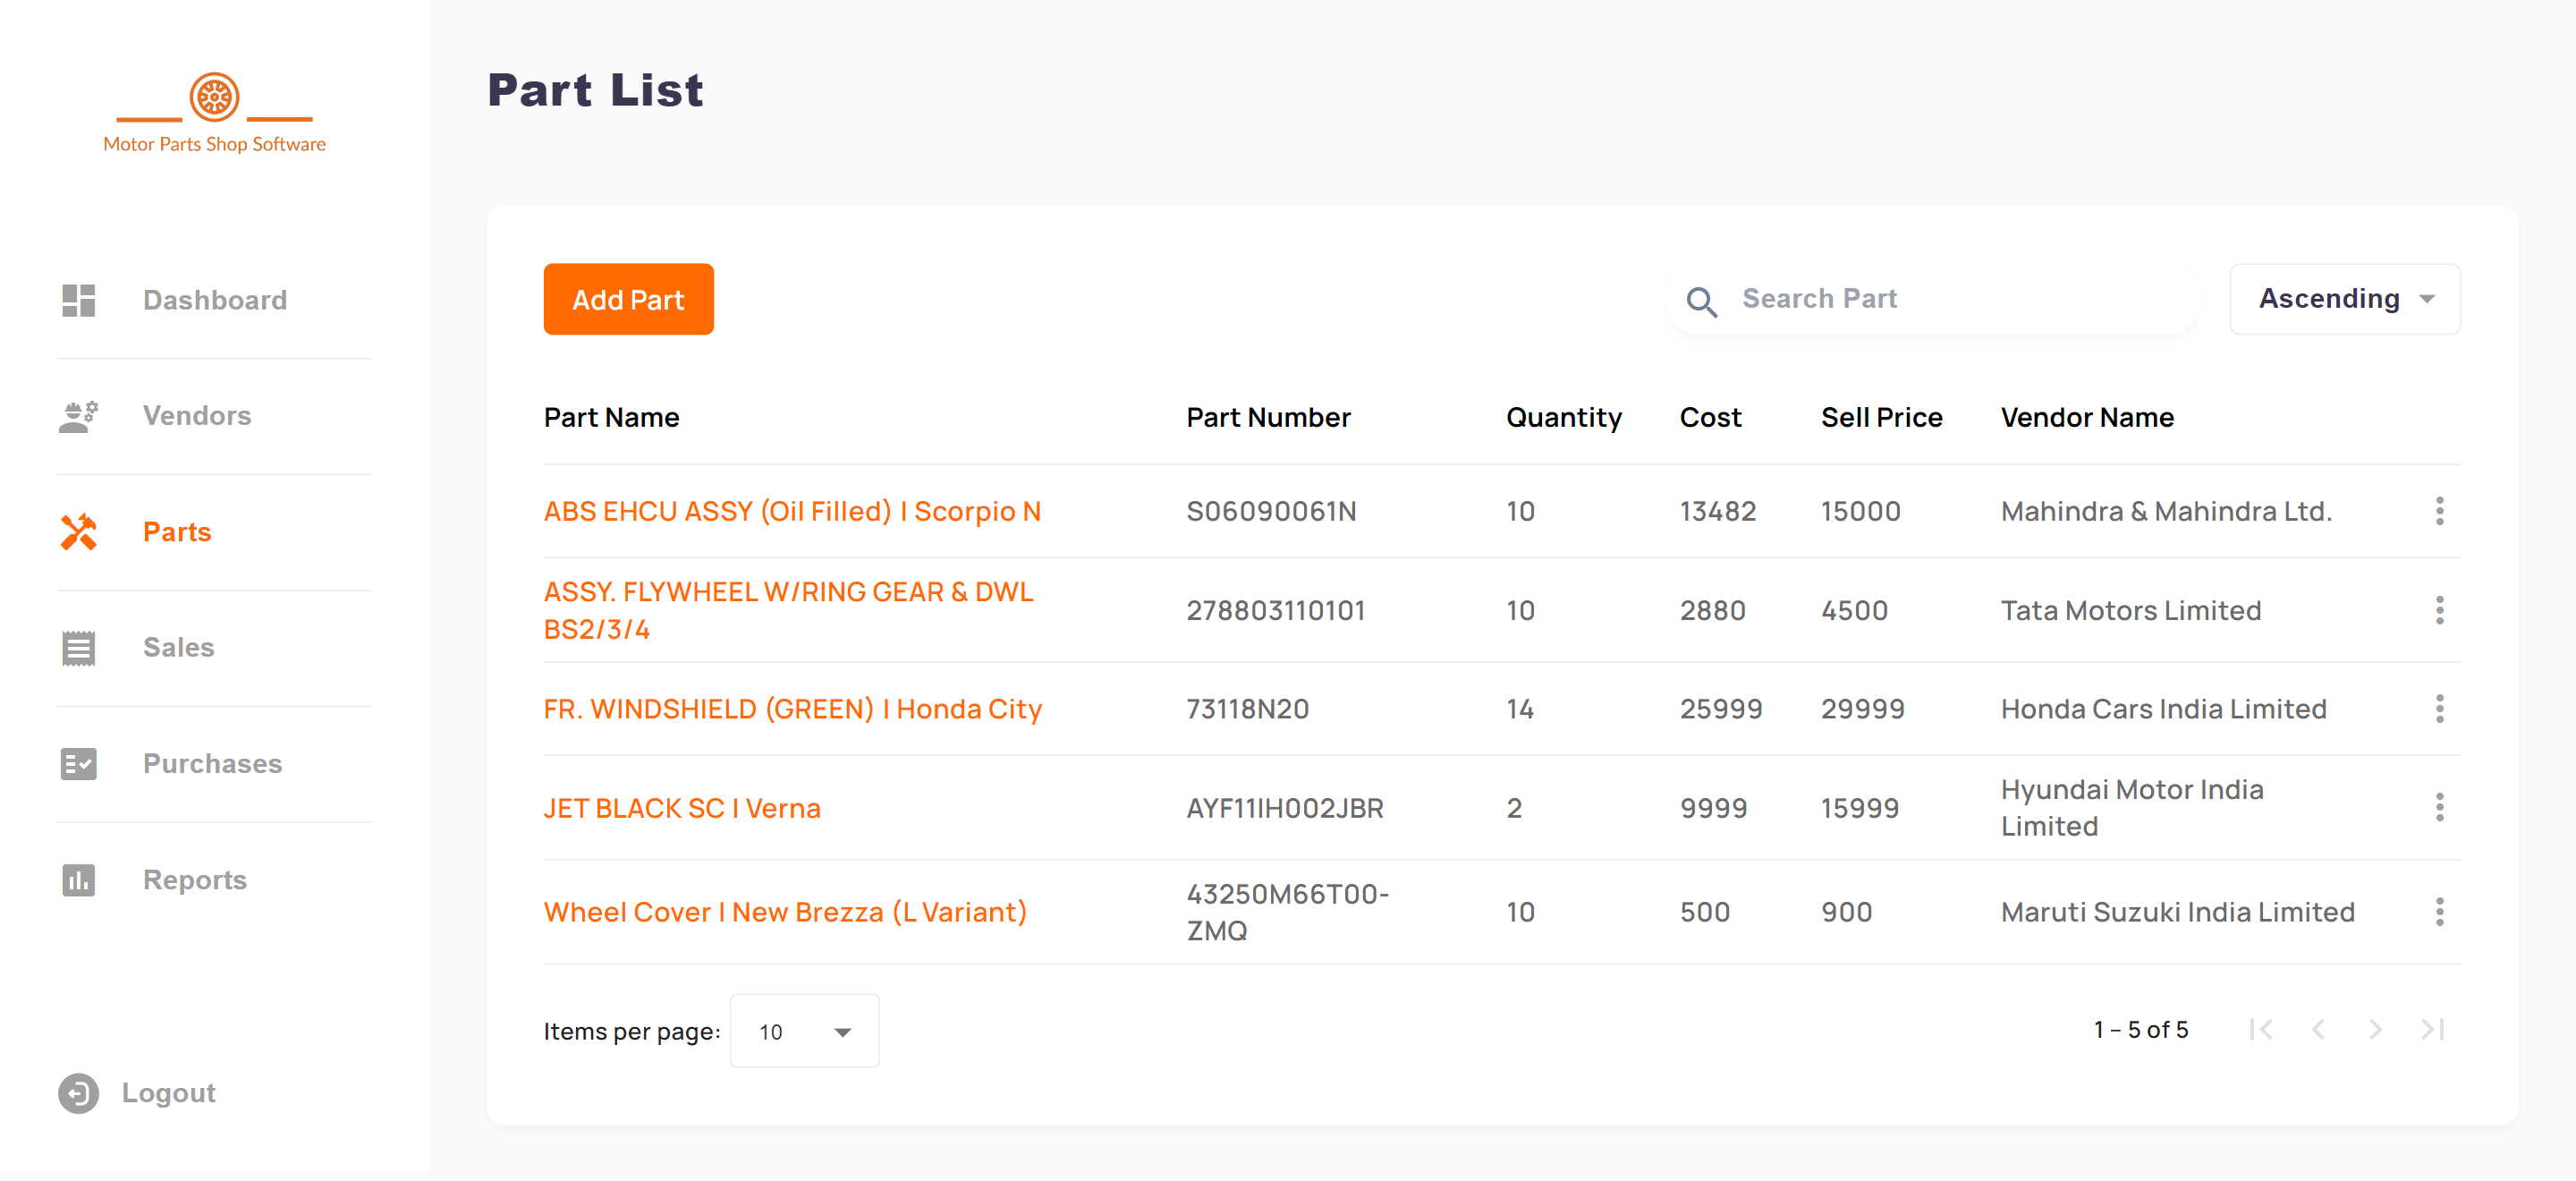 Motor Parts Shop Software
Dashboard
Vendors
Parts
Sales
Purchases
Reports
Logout
Part List
Add Part
Search Part
Ascending
Part Name Part Number Quantity Cost Sell Price Vendor Name
ABS EHCU ASSY (Oil Filled) I Scorpio N S06090061N 10 13482 15000 Mahindra & Mahindra Ltd.
ASSY. FLYWHEEL W/RING GEAR & DWL
BS2/3/4 278803110101 10 2880 4500 Tata Motors Limited
FR. WINDSHIELD (GREEN) I Honda City 73118N20 14 25999 29999 Honda Cars India Limited
JET BLACK SC I Verna AYF11IH002JBR 2 9999 15999 Hyundai Motor India
Limited
Wheel Cover I New Brezza (L Variant) 43250M66T00-
ZMQ 10 500 900 Maruti Suzuki India Limited
Items per page: 10
1 – 5 of 5